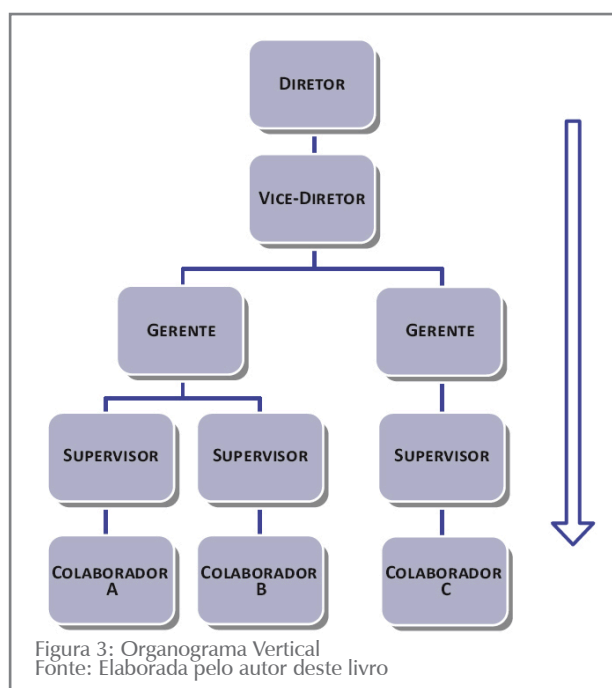 DIRETOR
VICE-DIRETOR
GERENTE
GERENTE
SUPERVISOR
SUPERVISOR
SUPERVISOR
COLABORADOR
A
COLABORADOR
B
COLABORADOR
C
Figura 3: Organograma Vertical
Fonte: Elaborada pelo autor deste livro